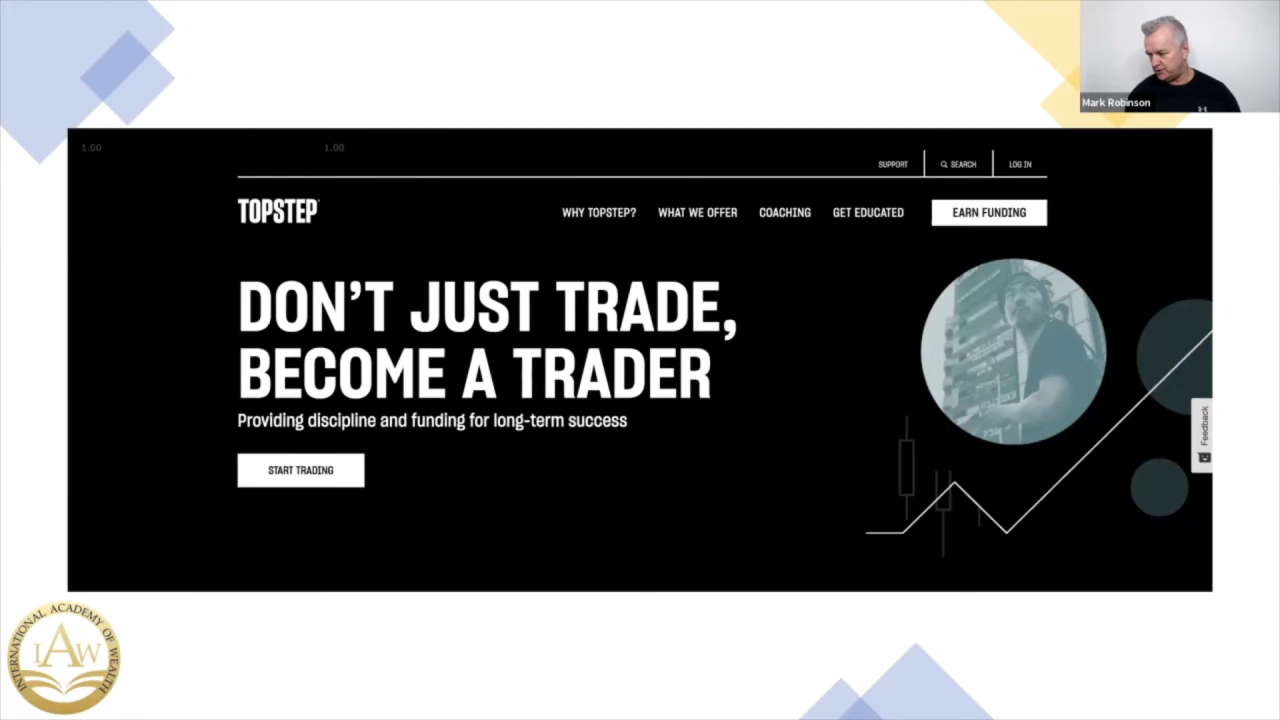 Mark Robinson
1.00
1.00
SUPPORT
SEARCH
LOG IN
TOPSTEP
WHY TOPSTEP?
WHAT WE OFFER
COACHING
GET EDUCATED
EARN FUNDING
DON’T JUST TRADE,
BECOME A TRADER
Providing discipline and funding for long-term success
START TRADING
Feedback
INTERNATIONAL ACADEMY OF WEALTH
IAW